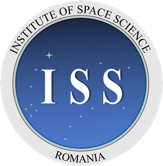 INSTITUTE OF SPACE SCIENCE
ISS
ROMANIA